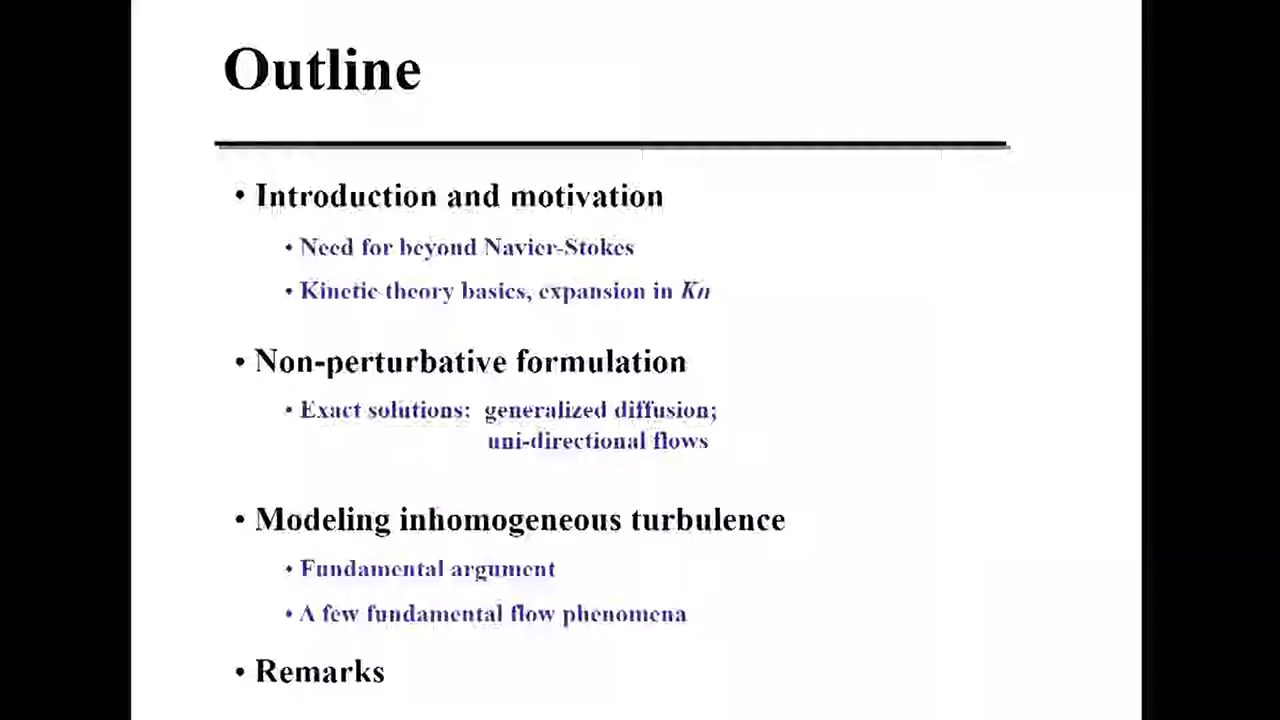 Outline
• Introduction and motivation
• Need for beyond Navier-Stokes
• Kinetic theory basics, expansion in Kn
• Non-perturbative formulation
• Exact solutions: generalized diffusion;
uni-directional flows
• Modeling inhomogeneous turbulence
• Fundamental argument
• A few fundamental flow phenomena
• Remarks